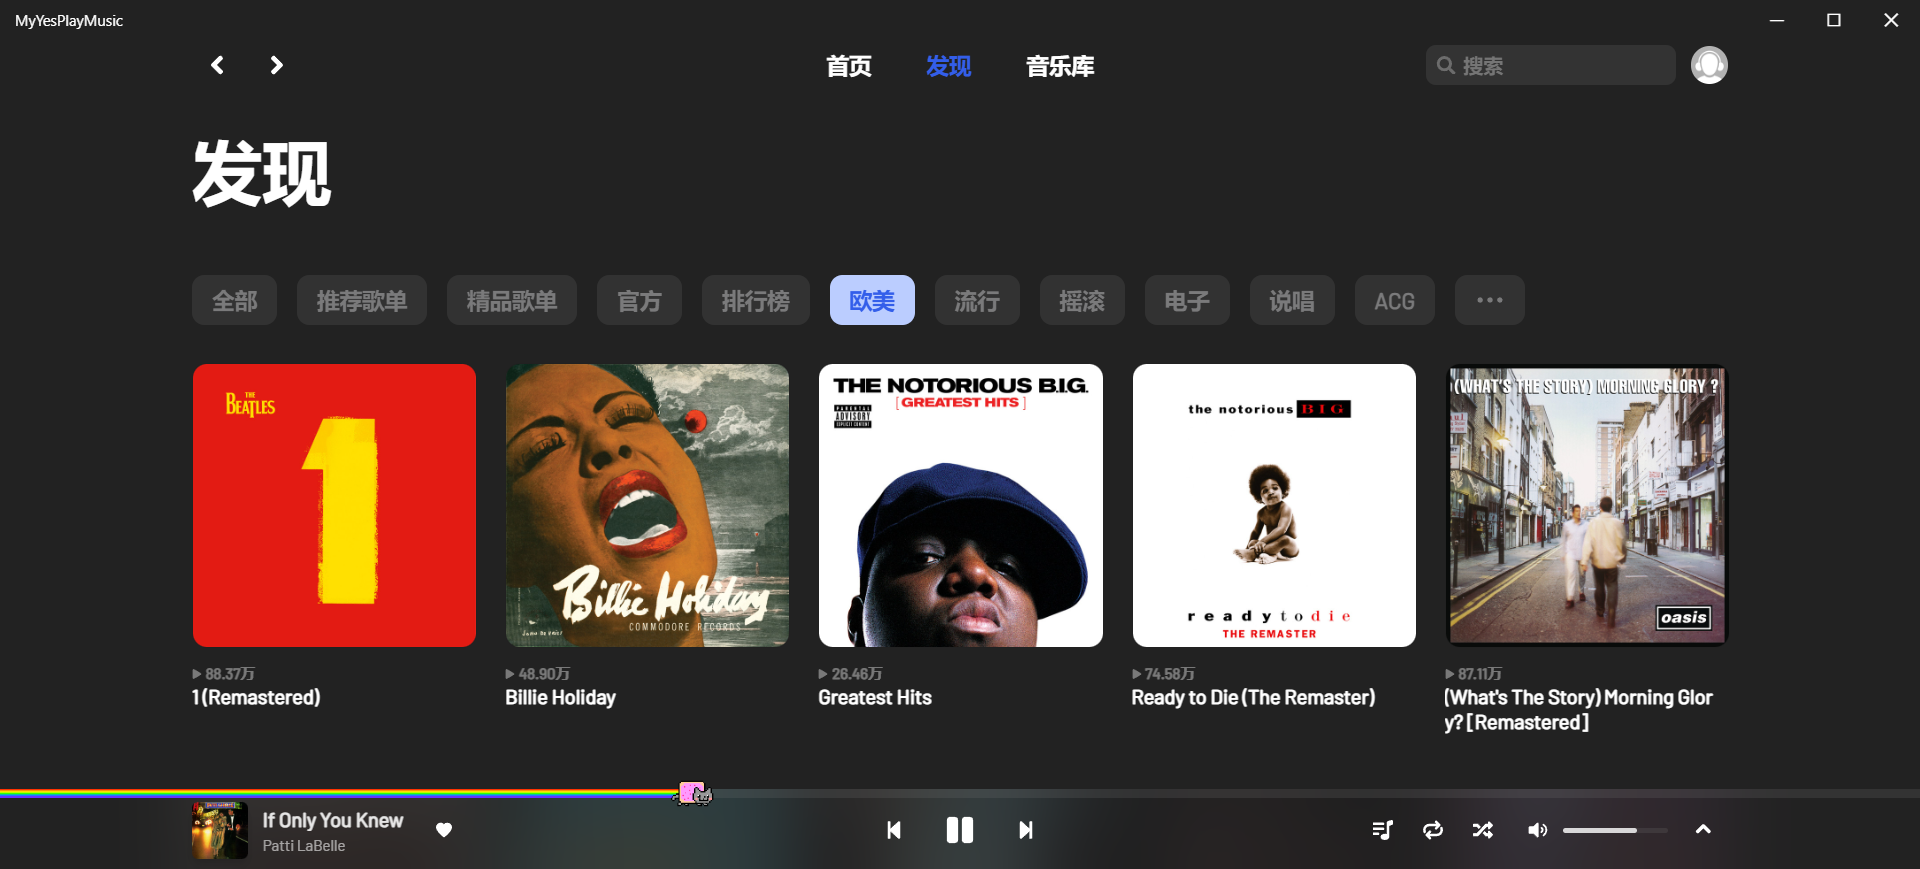 MyYesPlayMusic
首页 发现 音乐库
搜索
发现
全部 推荐歌单 精品歌单 官方 排行榜 欧美 流行 摇滚 电子 说唱 ACG
THE
BEATLES
Billie Holiday
COMMODORE RECORDS
THE NOTORIOUS B.I.G.
[GREATEST HITS]
PARENTAL
ADVISORY
EXPLICIT CONTENT
the notorious BIG
readytodie
THE REMASTER
(WHAT'S THE STORY) MORNING GLORY ?
oasis
88.37万
1 (Remastered)
48.90万
Billie Holiday
26.46万
Greatest Hits
74.58万
Ready to Die (The Remaster)
87.11万
(What's The Story) Morning Glor
y? [Remastered]
If Only You Knew
Patti LaBelle